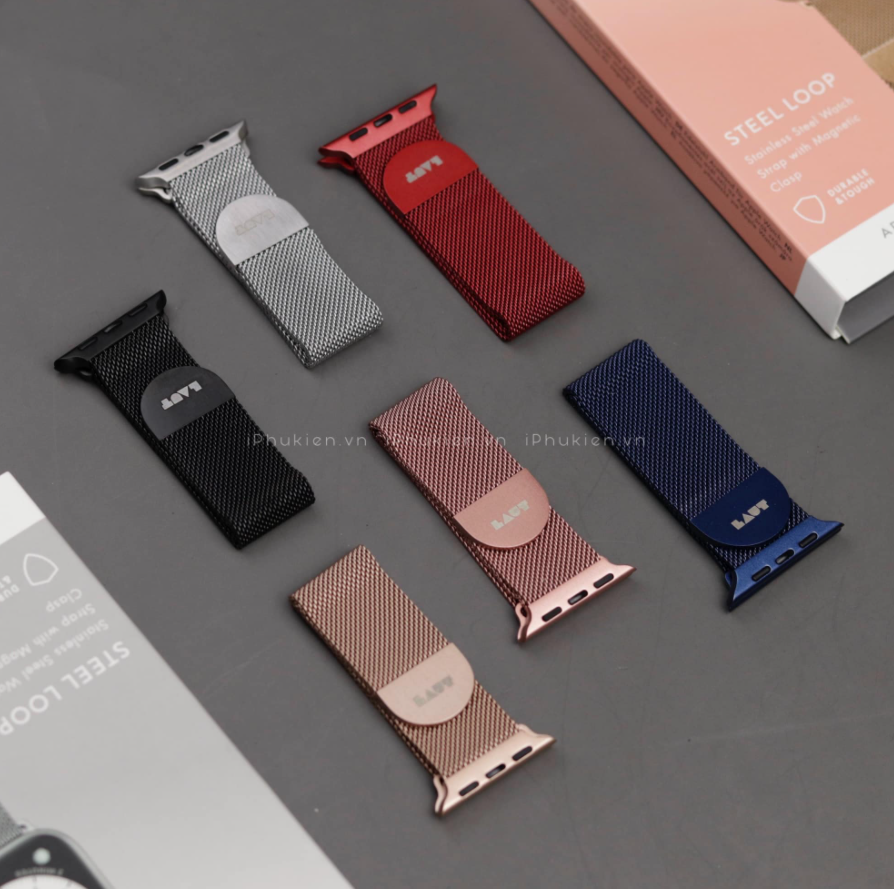 STEEL LOOP
Stainless Steel Watch
Strap with Magnetic
Clasp
DURABLE
&TOUGH
LAUT
LAUT
LAUT
iPhukien.vn iPhukien.vn iPhukien.vn
LAUT
LAUT
LAUT
STEEL LOOP
Stainless Steel
Strap with
Clasp